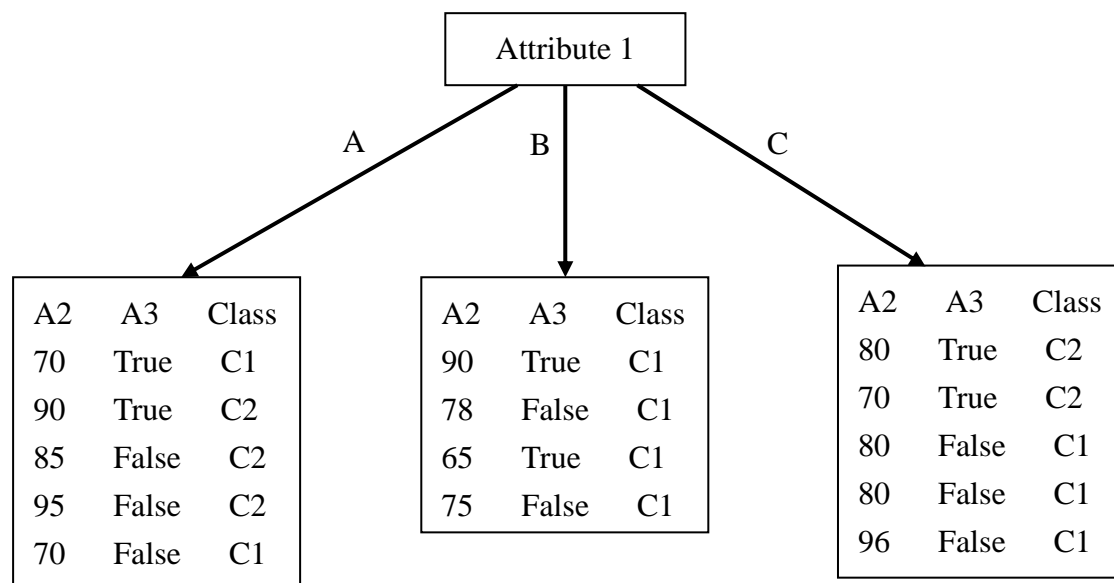 Attribute 1
A
B
C
A2 A3 Class
70 True C1
90 True C2
85 False C2
95 False C2
70 False C1
A2 A3 Class
90 True C1
78 False C1
65 True C1
75 False C1
A2 A3 Class
80 True C2
70 True C2
80 False C1
80 False C1
96 False C1